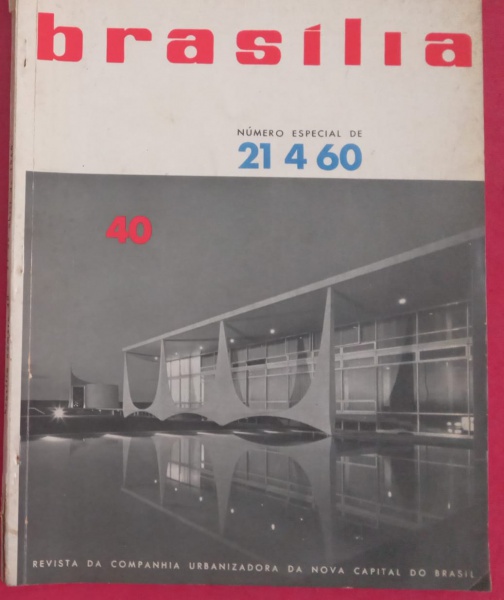 brasília
NÚMERO ESPECIAL DE
21 4 60
40
REVISTA DA COMPANHIA URBANIZADORA DA NOVA CAPITAL DO BRASIL